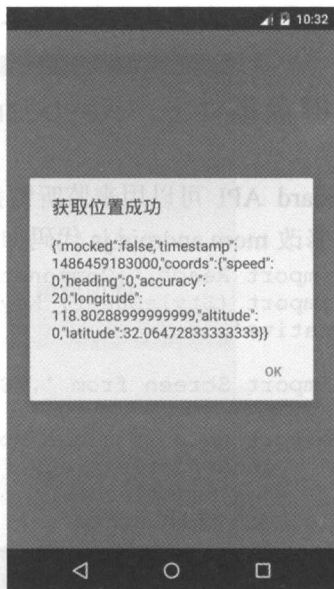 10:32
获取位置成功
{"mocked":false,"timestamp":
1486459183000,"coords":{"speed":
0,"heading":0,"accuracy":
20,"longitude":
118.80288999999999,"altitude":
0,"latitude":32.06472833333333}}
OK